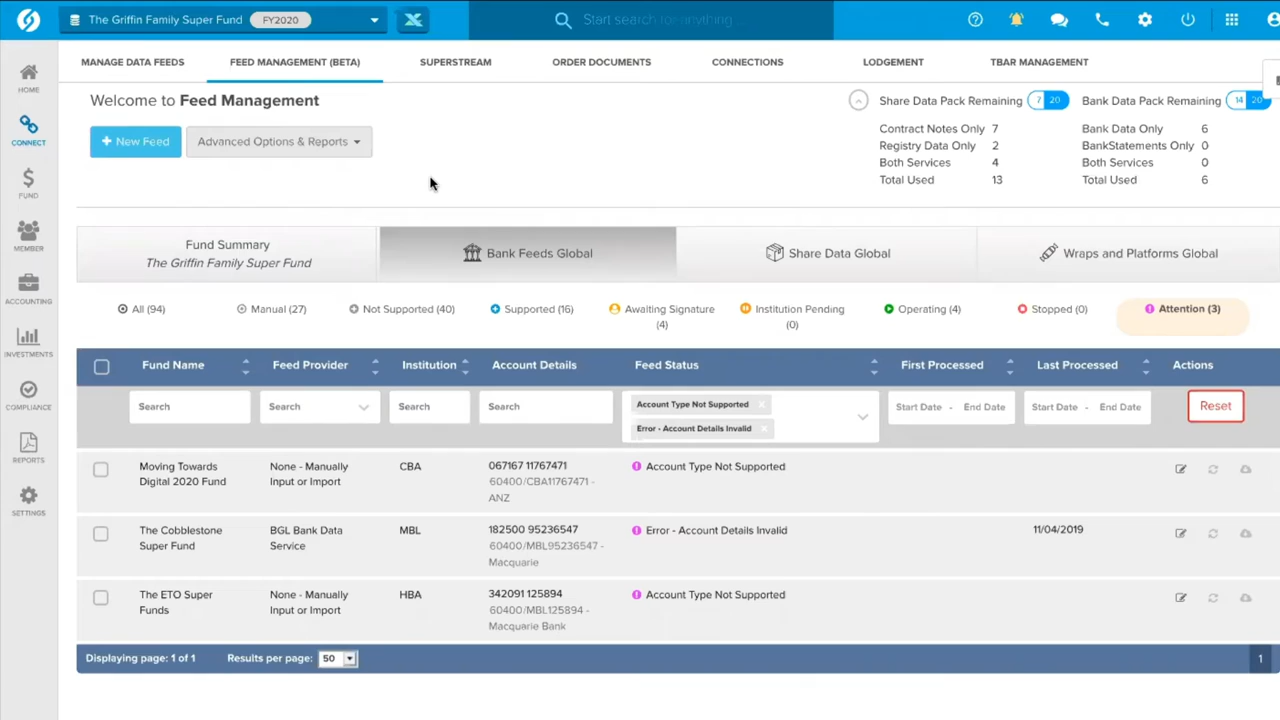 The Griffin Family Super Fund FY2020
Start search for anything...
HOME
CONNECT
FUND
MEMBER
ACCOUNTING
INVESTMENTS
COMPLIANCE
REPORTS
SETTINGS
MANAGE DATA FEEDS FEED MANAGEMENT (BETA) SUPERSTREAM ORDER DOCUMENTS CONNECTIONS LODGEMENT TBAR MANAGEMENT
Welcome to Feed Management
+ New Feed Advanced Options & Reports
Share Data Pack Remaining 7 20
Contract Notes Only 7
Registry Data Only 2
Both Services 4
Total Used 13
Bank Data Pack Remaining 14 20
Bank Data Only 6
BankStatements Only 0
Both Services 0
Total Used 6
Fund Summary
The Griffin Family Super Fund
Bank Feeds Global
Share Data Global
Wraps and Platforms Global
All (94) Manual (27) Not Supported (40) Supported (16) Awaiting Signature (4) Institution Pending (0) Operating (4) Stopped (0) Attention (3)
Fund Name Feed Provider Institution Account Details Feed Status First Processed Last Processed Actions
Search Search Search Search Account Type Not Supported x Start Date - End Date Start Date - End Date Reset
Error - Account Details Invalid x
Moving Towards Digital 2020 Fund
None - Manually Input or Import
CBA
067167 11767471
60400/CBA11767471 -
ANZ
Account Type Not Supported
The Cobblestone Super Fund
BGL Bank Data Service
MBL
182500 95236547
60400/MBL95236547 -
Macquarie
Error - Account Details Invalid
11/04/2019
The ETO Super Funds
None - Manually Input or Import
HBA
342091 125894
60400/MBL125894 -
Macquarie Bank
Account Type Not Supported
Displaying page: 1 of 1 Results per page: 50 1